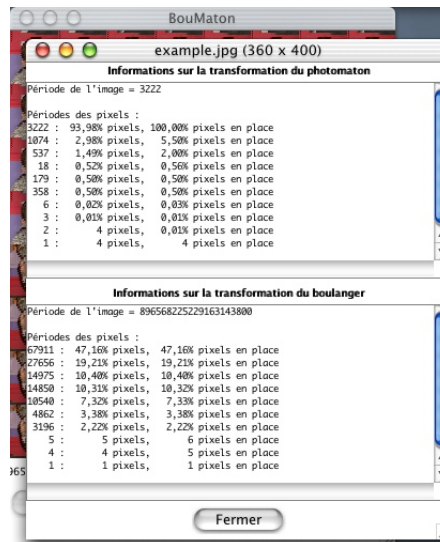 BouMaton
example.jpg (360 x 400)
Informations sur la transformation du photomaton
Période de l'image = 3222
Périodes des pixels :
3222 : 93,98% pixels, 100,00% pixels en place
1074 : 2,98% pixels, 5,50% pixels en place
537 : 1,49% pixels, 2,00% pixels en place
18 : 0,52% pixels, 0,56% pixels en place
179 : 0,50% pixels, 0,50% pixels en place
358 : 0,50% pixels, 0,50% pixels en place
6 : 0,02% pixels, 0,03% pixels en place
3 : 0,01% pixels, 0,01% pixels en place
2 : 4 pixels, 0,01% pixels en place
1 : 4 pixels, 4 pixels en place
Informations sur la transformation du boulanger
Période de l'image = 896568225229163143800
Périodes des pixels :
67911 : 47,16% pixels, 47,16% pixels en place
27656 : 19,21% pixels, 19,21% pixels en place
14975 : 10,40% pixels, 10,40% pixels en place
14850 : 10,31% pixels, 10,32% pixels en place
10540 : 7,32% pixels, 7,33% pixels en place
4862 : 3,38% pixels, 3,38% pixels en place
3196 : 2,22% pixels, 2,22% pixels en place
5 : 5 pixels, 6 pixels en place
4 : 4 pixels, 5 pixels en place
1 : 1 pixels, 1 pixels en place
965
Fermer